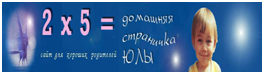 2 x 5 =
домашняя
страничка
ЮЛЫ
сайт для хороших родителей